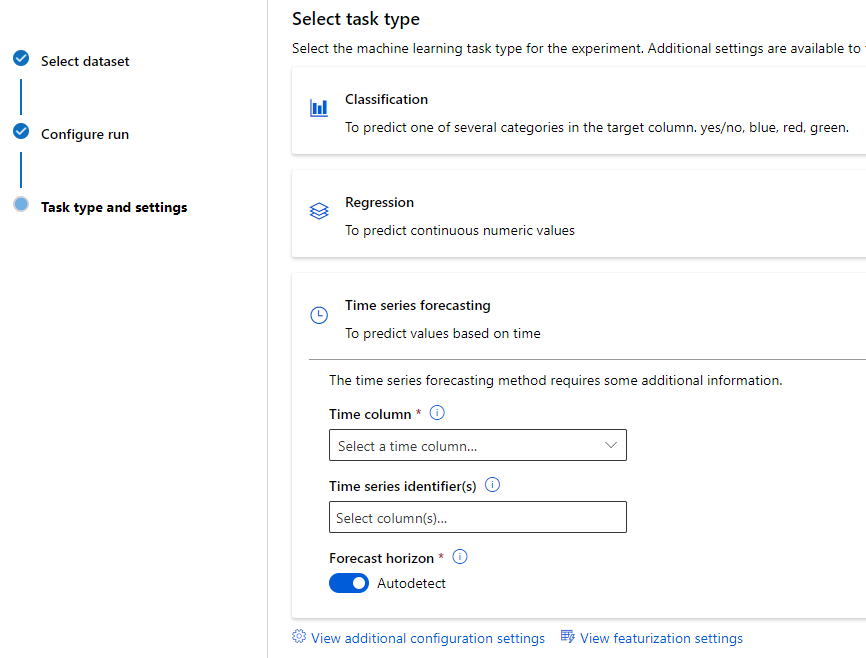 Select dataset
Configure run
Task type and settings
Select task type
Select the machine learning task type for the experiment. Additional settings are available to
Classification
To predict one of several categories in the target column. yes/no, blue, red, green.
Regression
To predict continuous numeric values
Time series forecasting
To predict values based on time
The time series forecasting method requires some additional information.
Time column *
Select a time column...
Time series identifier(s)
Select column(s)...
Forecast horizon *
Autodetect
View additional configuration settings View featurization settings